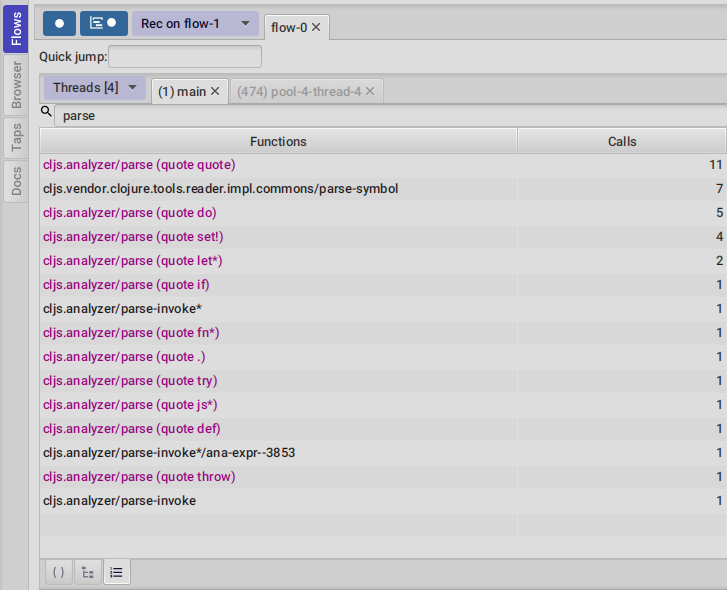 Flows
Browser
Taps
Docs
Rec on flow-1
flow-0 ✕
Quick jump:
Threads [4]
(1) main ✕
(474) pool-4-thread-4 ✕
parse
Functions Calls
cljs.analyzer/parse (quote quote) 11
cljs.vendor.clojure.tools.reader.impl.commons/parse-symbol 7
cljs.analyzer/parse (quote do) 5
cljs.analyzer/parse (quote set!) 4
cljs.analyzer/parse (quote let*) 2
cljs.analyzer/parse (quote if) 1
cljs.analyzer/parse-invoke* 1
cljs.analyzer/parse (quote fn*) 1
cljs.analyzer/parse (quote .) 1
cljs.analyzer/parse (quote try) 1
cljs.analyzer/parse (quote js*) 1
cljs.analyzer/parse (quote def) 1
cljs.analyzer/parse-invoke*/ana-expr--3853 1
cljs.analyzer/parse (quote throw) 1
cljs.analyzer/parse-invoke 1
( )